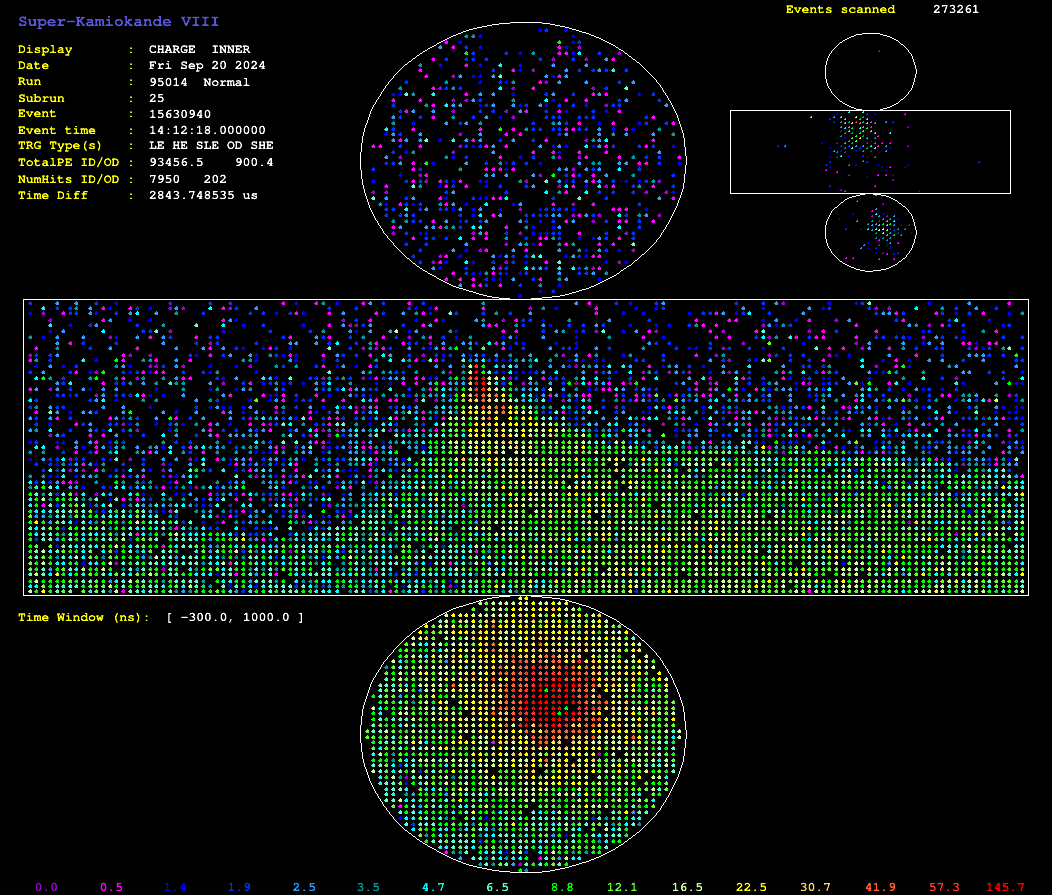 Super-Kamiokande VIII
Events scanned 273261
Display : CHARGE INNER
Date : Fri Sep 20 2024
Run : 95014 Normal
Subrun : 25
Event : 15630940
Event time : 14:12:18.000000
TRG Type(s) : LE HE SLE OD SHE
TotalPE ID/OD : 93456.5 900.4
NumHits ID/OD : 7950 202
Time Diff : 2843.748535 us
Time Window (ns): [ -300.0, 1000.0 ]
0.0 0.5 1.4 1.9 2.5 3.5 4.7 6.5 8.8 12.1 16.5 22.5 30.7 41.9 57.3 145.7